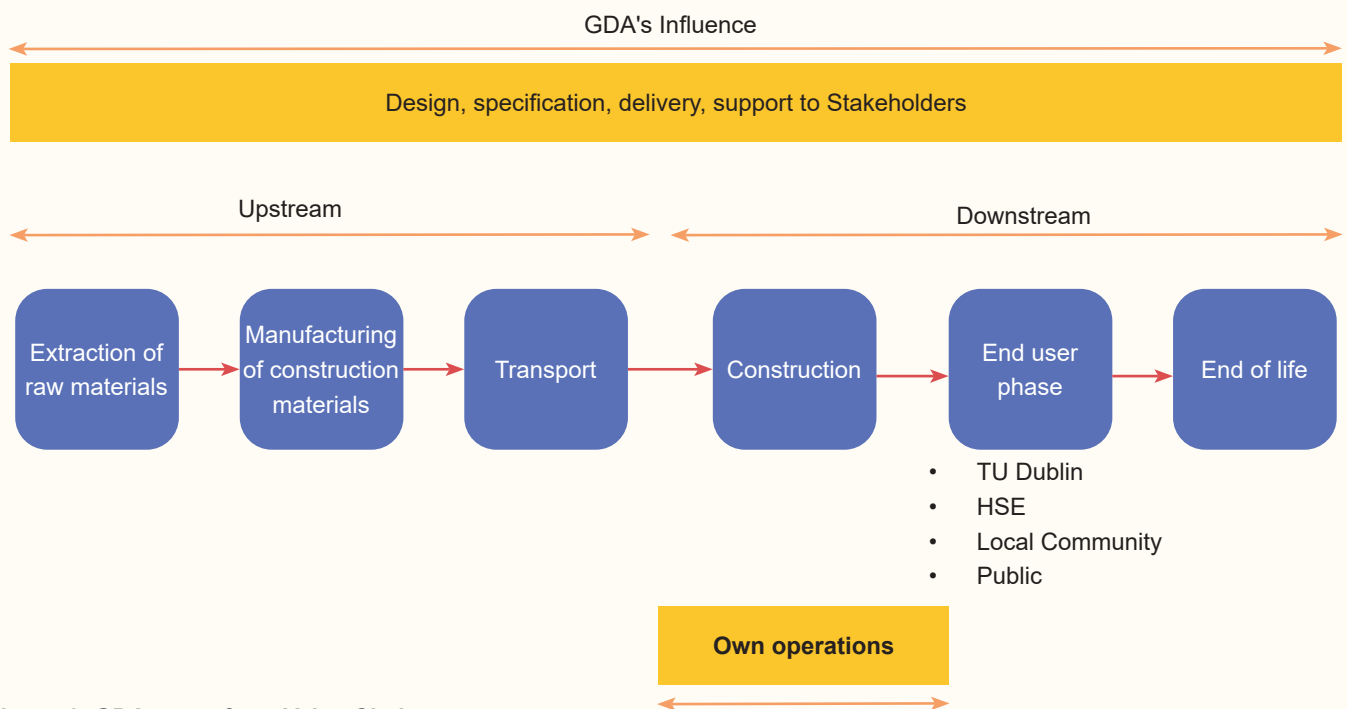 GDA's Influence
Design, specification, delivery, support to Stakeholders
Upstream
Downstream
Extraction of
raw materials
Manufacturing
of construction
materials
Transport
Construction
End user
phase
End of life
• TU Dublin
• HSE
• Local Community
• Public
Own operations